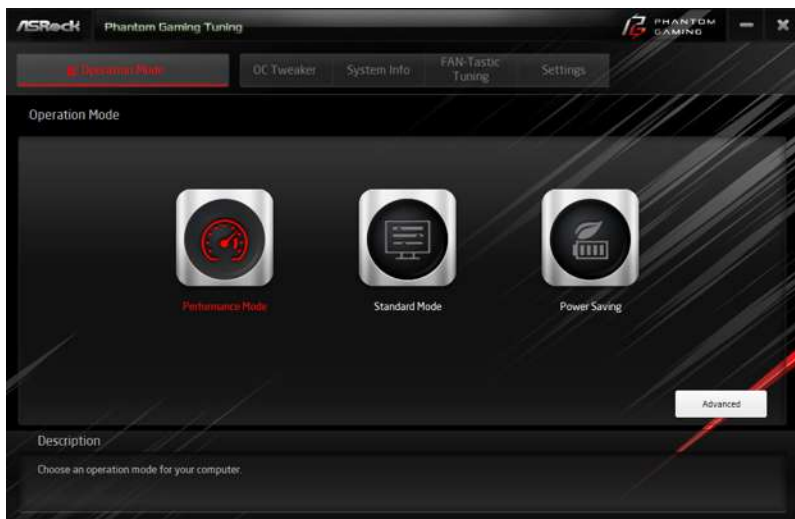 ASRock Phantom Gaming Tuning PHANTOM GAMING
Operation Mode OC Tweaker System Info FAN-Tastic Tuning Settings
Operation Mode
Performance Mode Standard Mode Power Saving
Advanced
Description
Choose an operation mode for your computer.